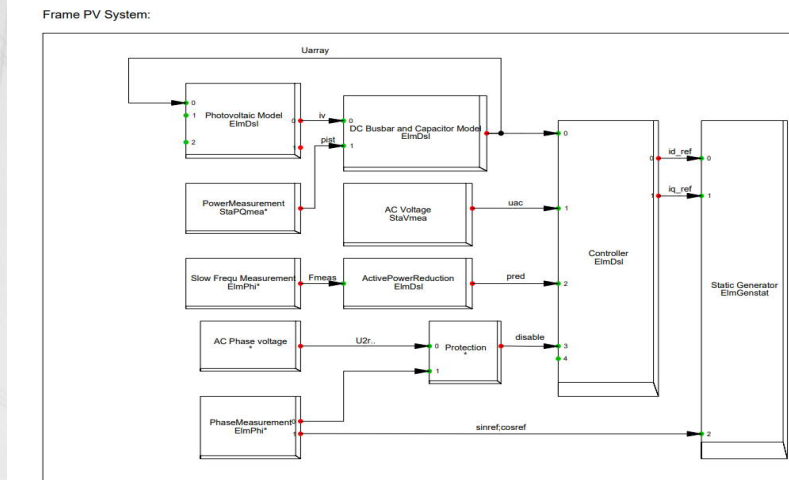 Frame PV System:
Uarray
0
1
2
Photovoltaic Model
ElmDsl
0
1
iv
pist
0
1
DC Busbar and Capacitor Model
ElmDsl
PowerMeasurement
StaPQmea*
AC Voltage
StaVmea
uac
Slow Frequ Measurement
ElmPhi*
Fmeas
ActivePowerReduction
ElmDsl
pred
AC Phase voltage
*
U2r..
0
1
Protection
*
disable
PhaseMeasurement
ElmPhi*
0
1
sinref;cosref
0
1
2
3
4
Controller
ElmDsl
0
1
id_ref
iq_ref
0
1
2
Static Generator
ElmGenstat